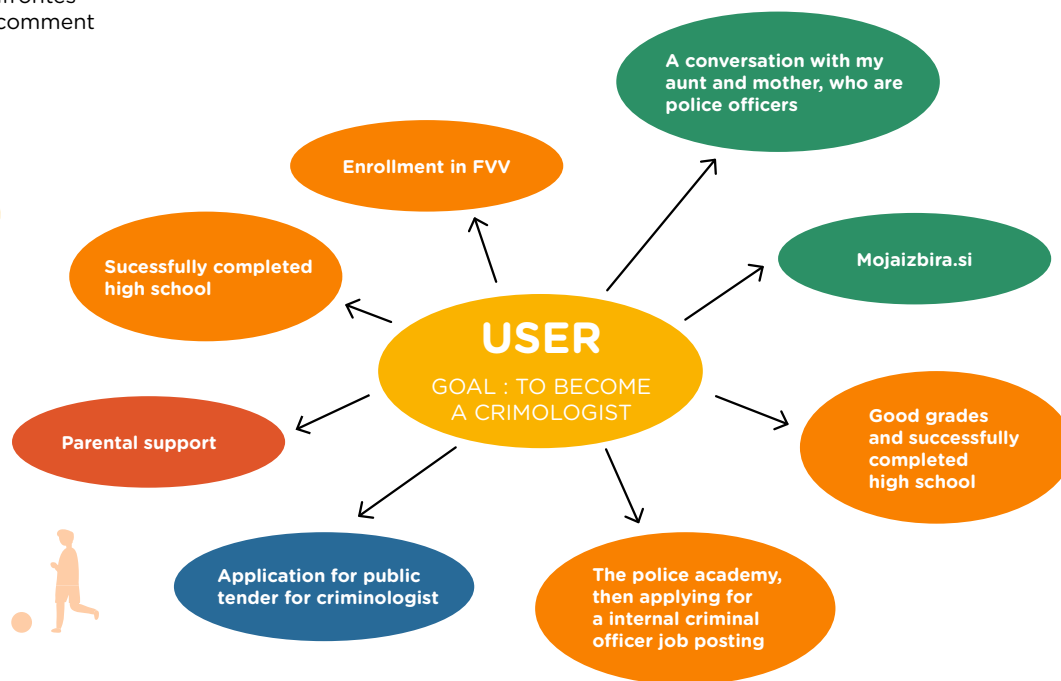 comment
A conversation with my
aunt and mother, who are
police officers
Enrollment in FVV
Sucessfully completed
high school
Mojaizbira.si
USER
GOAL : TO BECOME
A CRIMOLOGIST
Good grades
and successfully
completed
high school
Parental support
Application for public
tender for criminologist
The police academy,
then applying for
a internal criminal
officer job posting